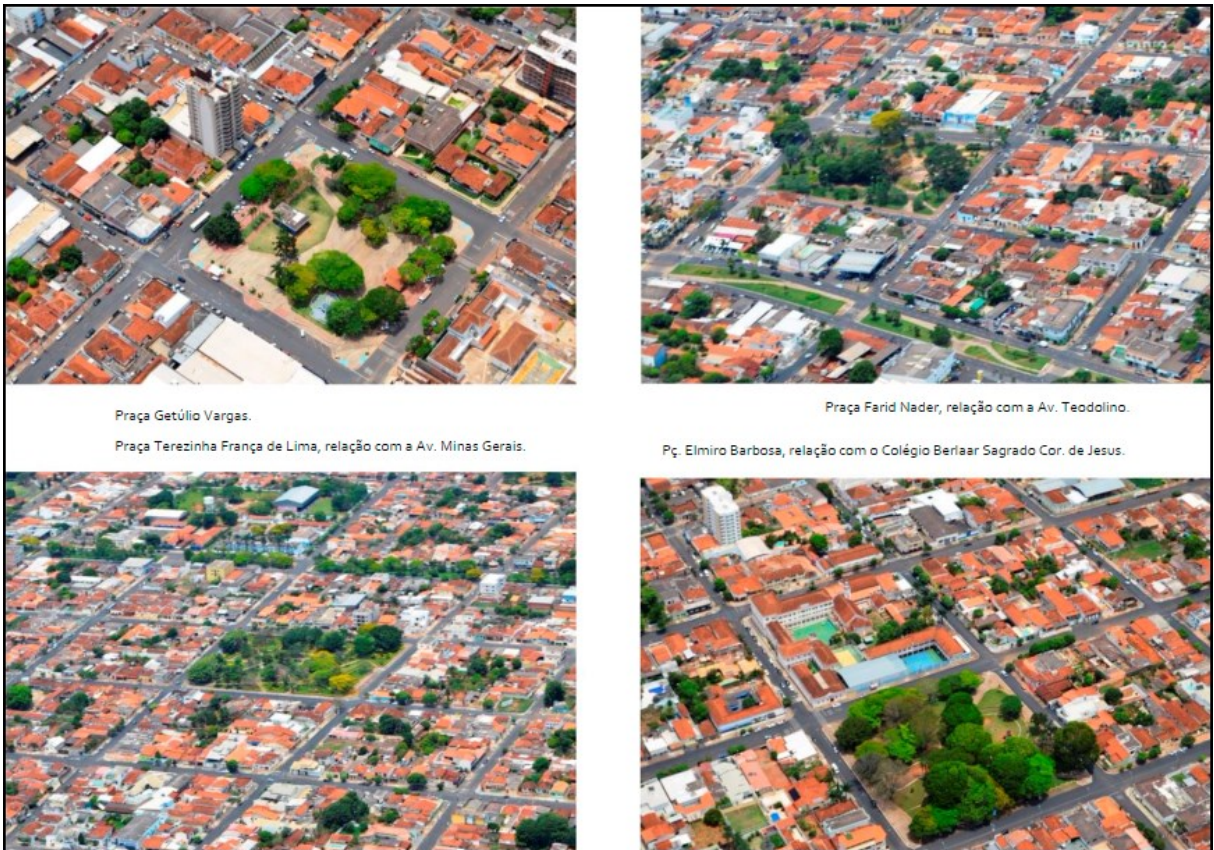 Praça Getúlio Vargas.
Praça Terezinha França de Lima, relação com a Av. Minas Gerais.
Praça Farid Nader, relação com a Av. Teodolino.
Pç. Elmiro Barbosa, relação com o Colégio Berlaar Sagrado Cor. de Jesus.